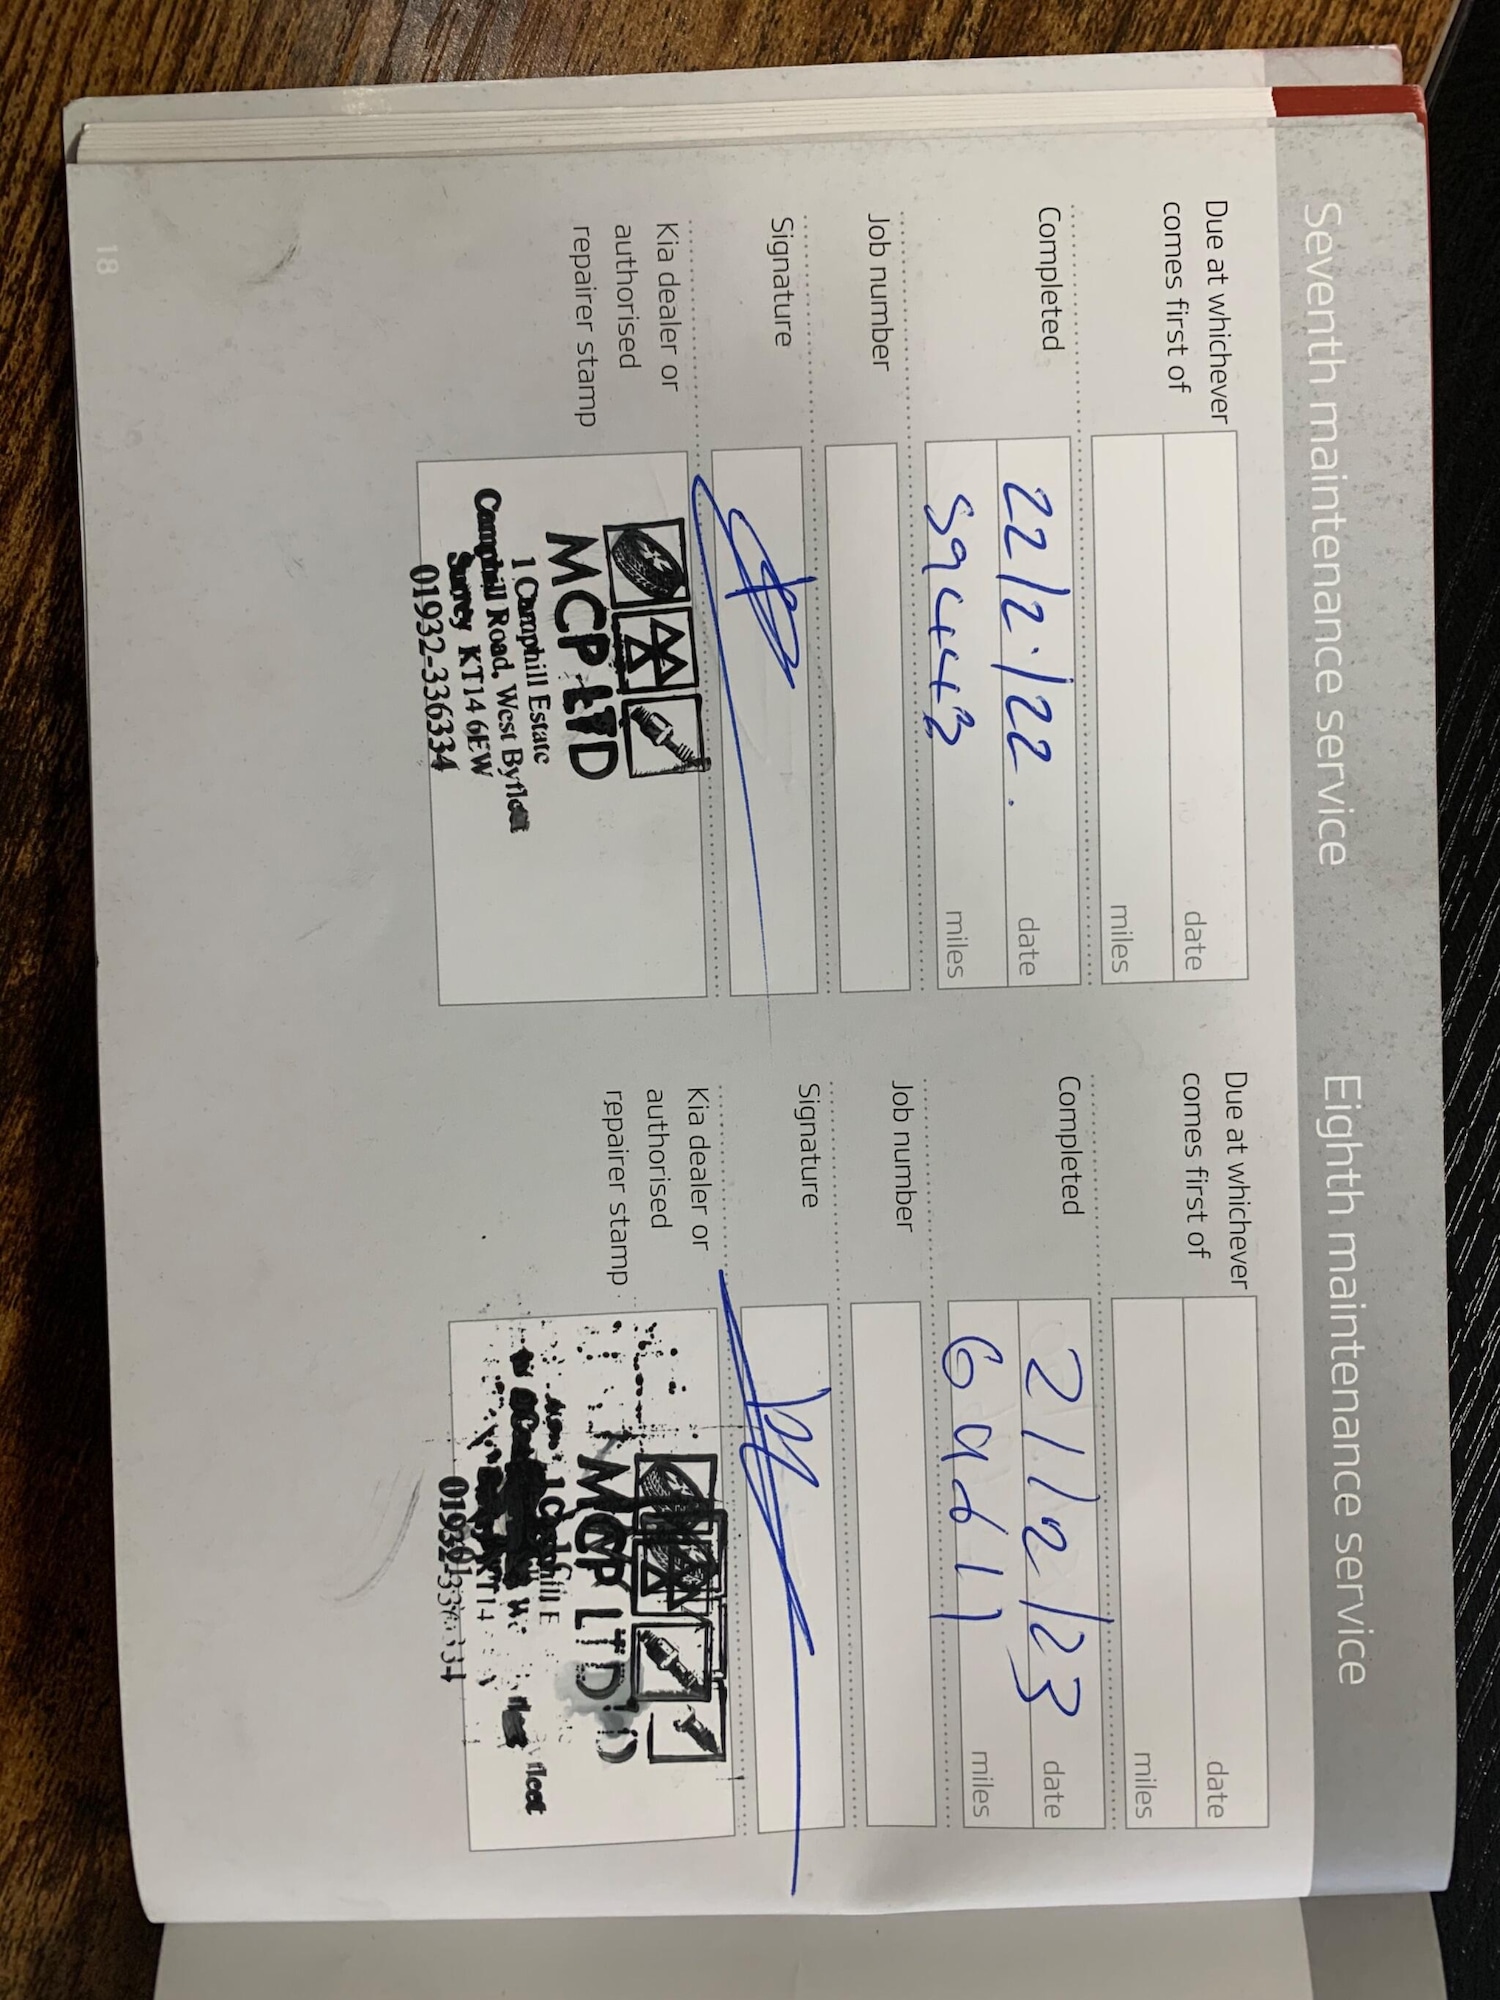 Seventh maintenance service
Due at whichever
comes first of
date
miles
Completed
22/2/22.
date
59443
miles
Job number
Signature
Kia dealer or
authorised
repairer stamp
MCP LTD
1 Camphill Estate
Camphill Road, West Byfleet
Surrey KT14 6EW
01932-336334
18
Eighth maintenance service
Due at whichever
comes first of
date
miles
Completed
21/2/23
date
miles
Job number
Signature
Kia dealer or
authorised
repairer stamp
MCP LTD
01932-336334